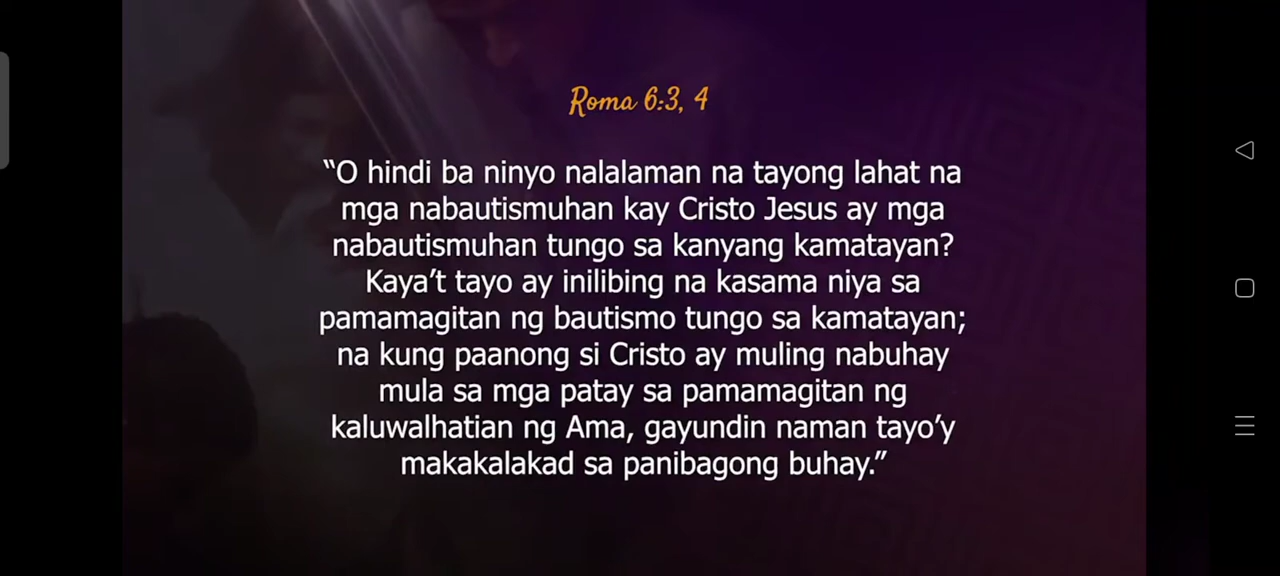 Roma 6:3, 4
“O hindi ba ninyo nalalaman na tayong lahat na
mga nabautismuhan kay Cristo Jesus ay mga
nabautismuhan tungo sa kanyang kamatayan?
Kaya’t tayo ay inilibing na kasama niya sa
pamamagitan ng bautismo tungo sa kamatayan;
na kung paanong si Cristo ay muling nabuhay
mula sa mga patay sa pamamagitan ng
kaluwalhatian ng Ama, gayundin naman tayo’y
makakalakad sa panibagong buhay.”